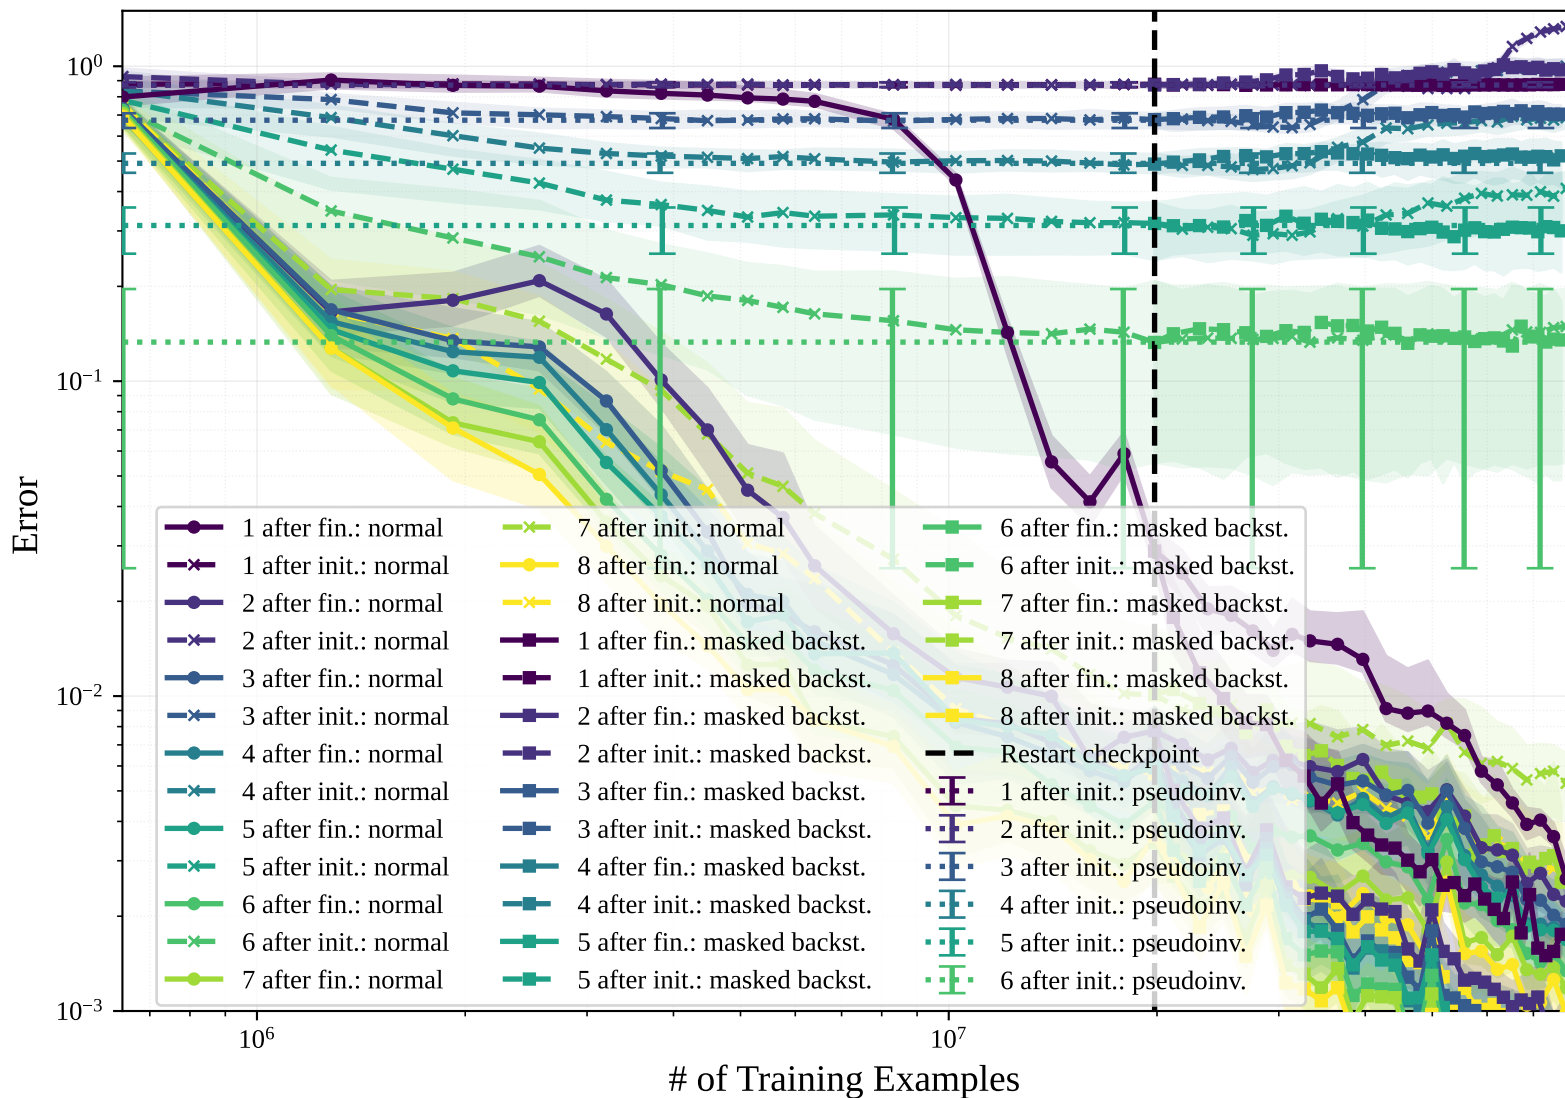 10⁰
10⁻¹
10⁻²
10⁻³
Error
10⁶
10⁷
# of Training Examples
1 after fin.: normal
1 after init.: normal
2 after fin.: normal
2 after init.: normal
3 after fin.: normal
3 after init.: normal
4 after fin.: normal
4 after init.: normal
5 after fin.: normal
5 after init.: normal
6 after fin.: normal
6 after init.: normal
7 after fin.: normal
7 after init.: normal
8 after fin.: normal
8 after init.: normal
1 after fin.: masked backst.
1 after init.: masked backst.
2 after fin.: masked backst.
2 after init.: masked backst.
3 after fin.: masked backst.
3 after init.: masked backst.
4 after fin.: masked backst.
4 after init.: masked backst.
5 after fin.: masked backst.
5 after init.: masked backst.
6 after fin.: masked backst.
6 after init.: masked backst.
7 after fin.: masked backst.
7 after init.: masked backst.
8 after fin.: masked backst.
8 after init.: masked backst.
Restart checkpoint
1 after init.: pseudoinv.
2 after init.: pseudoinv.
3 after init.: pseudoinv.
4 after init.: pseudoinv.
5 after init.: pseudoinv.
6 after init.: pseudoinv.